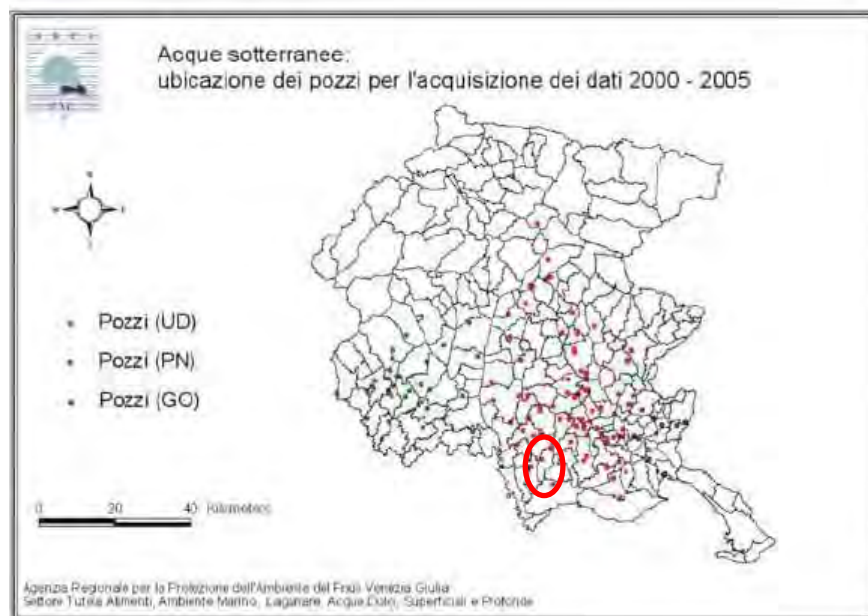 Acque sotterranee:
ubicazione dei pozzi per l'acquisizione dei dati 2000 - 2005
Pozzi (UD)
Pozzi (PN)
Pozzi (GO)
0 20 40 Kilometers
Agenzia Regionale per la Protezione dell'Ambiente del Friuli Venezia Giulia
Settore Tutela Alimenti, Ambiente Marino, Lagunare, Acque Dolci, Superficiali e Profonde